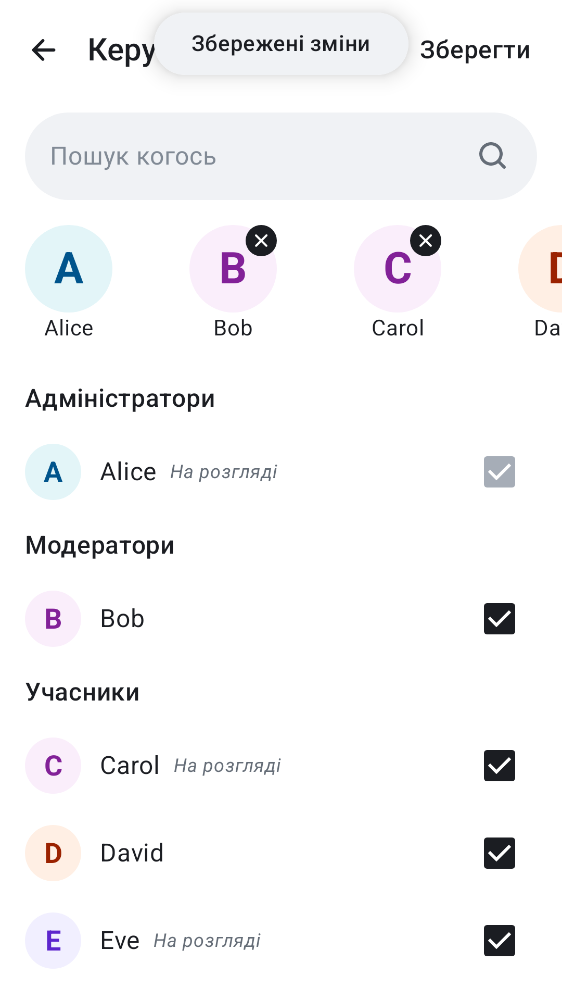 Керу
Збережені зміни
Зберегти
Пошук когось
A
B
C
D
Alice
Bob
Carol
Da
Адміністратори
A
Alice
На розгляді
Модератори
B
Bob
Учасники
C
Carol
На розгляді
D
David
E
Eve
На розгляді